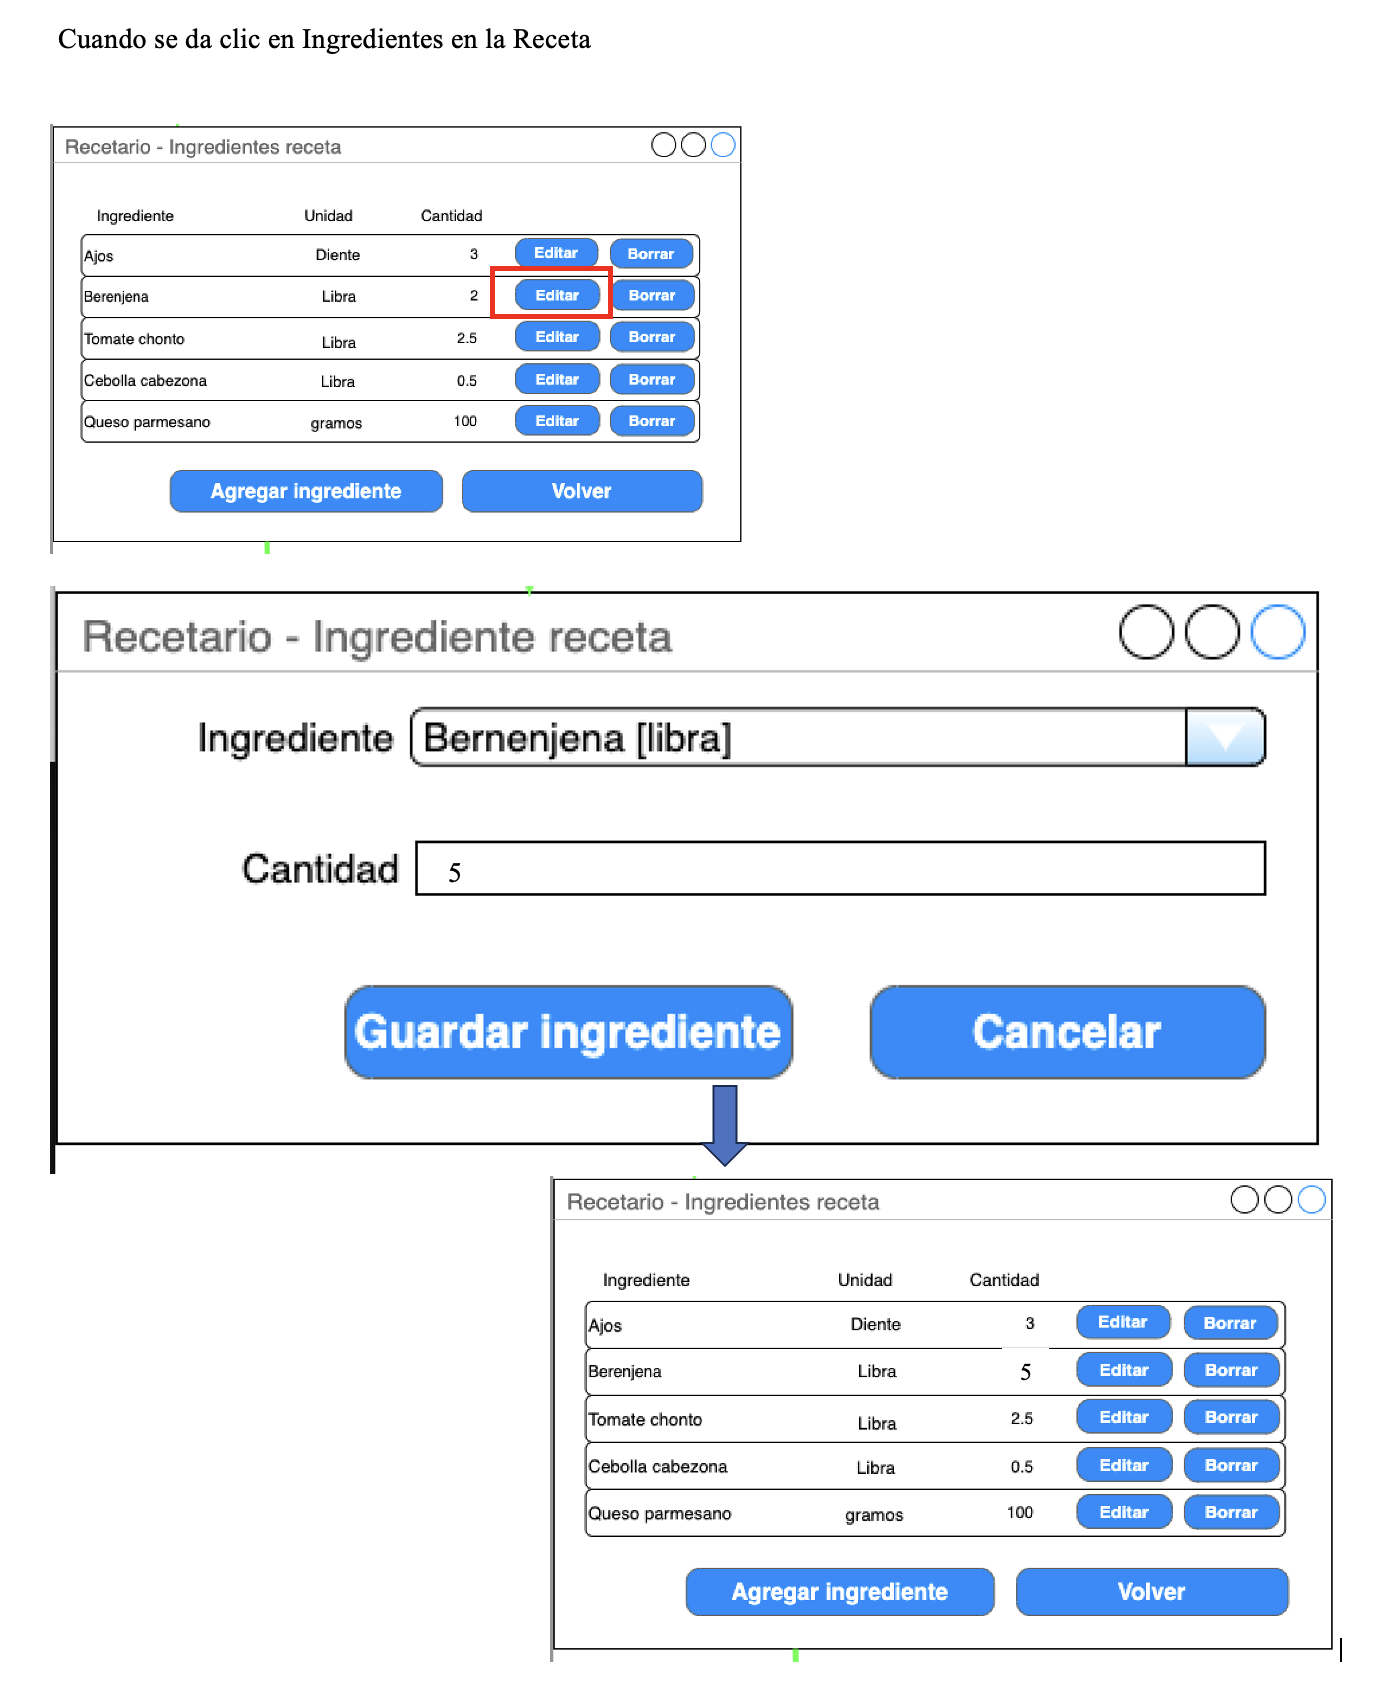 Cuando se da clic en Ingredientes en la Receta
Recetario - Ingredientes receta
Ingrediente Unidad Cantidad
Ajos Diente 3 Editar Borrar
Berenjena Libra 2 Editar Borrar
Tomate chonto Libra 2.5 Editar Borrar
Cebolla cabezona Libra 0.5 Editar Borrar
Queso parmesano gramos 100 Editar Borrar
Agregar ingrediente Volver
Recetario - Ingrediente receta
Ingrediente Bernenjena [libra]
Cantidad 5
Guardar ingrediente Cancelar
Recetario - Ingredientes receta
Ingrediente Unidad Cantidad
Ajos Diente 3 Editar Borrar
Berenjena Libra 5 Editar Borrar
Tomate chonto Libra 2.5 Editar Borrar
Cebolla cabezona Libra 0.5 Editar Borrar
Queso parmesano gramos 100 Editar Borrar
Agregar ingrediente Volver